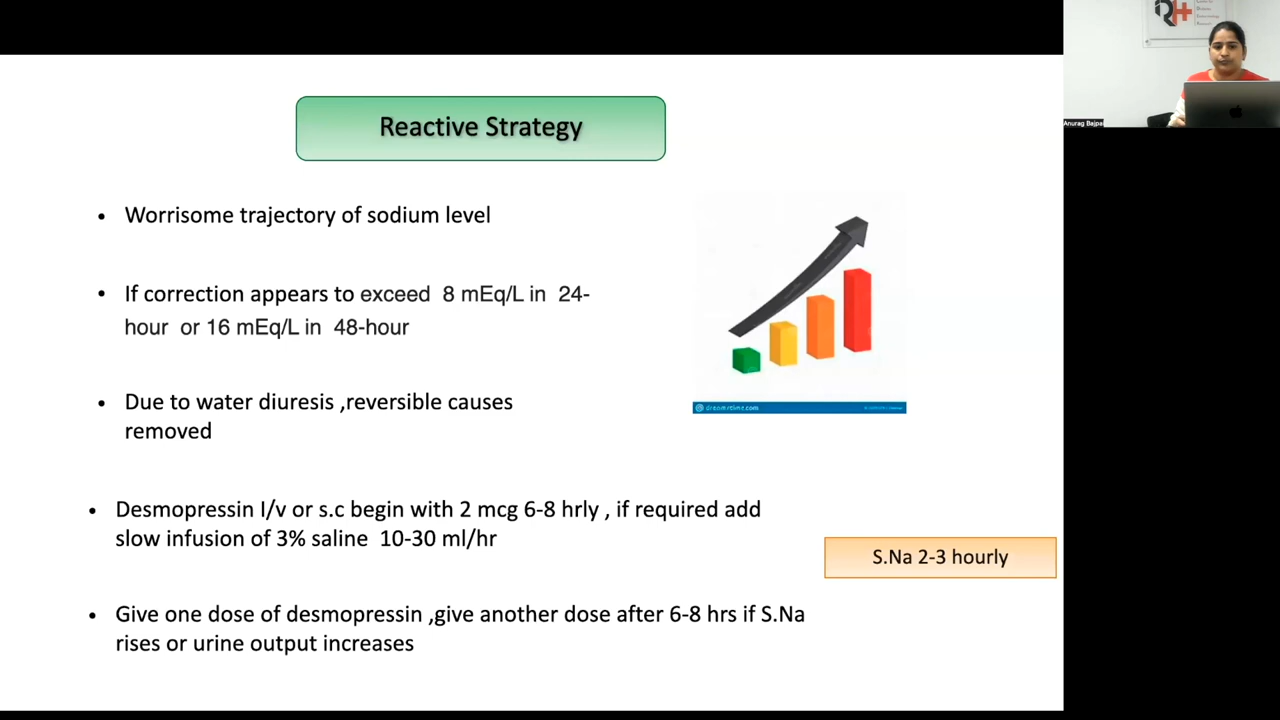 Reactive Strategy
• Worrisome trajectory of sodium level
• If correction appears to exceed 8 mEq/L in 24-
hour or 16 mEq/L in 48-hour
• Due to water diuresis ,reversible causes
removed
dreamstime.com
• Desmopressin I/v or s.c begin with 2 mcg 6-8 hrly , if required add
slow infusion of 3% saline 10-30 ml/hr
S.Na 2-3 hourly
• Give one dose of desmopressin ,give another dose after 6-8 hrs if S.Na
rises or urine output increases
RH
Anurag Bajpai